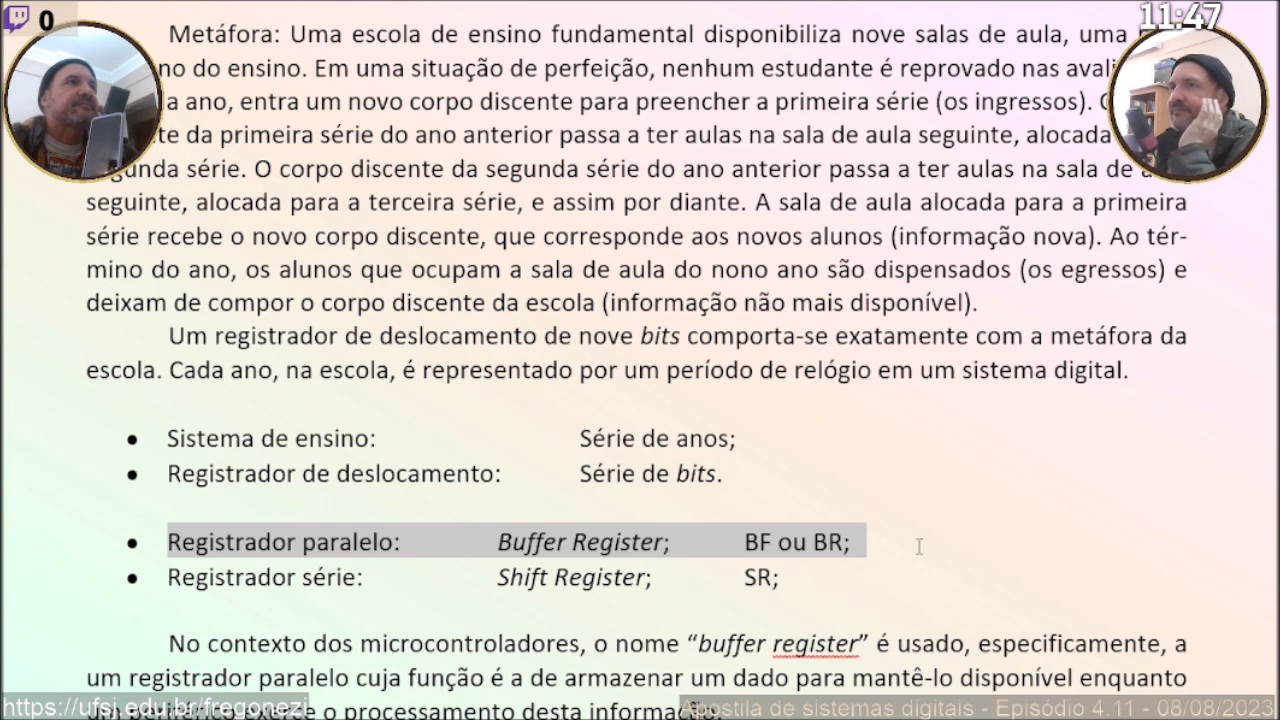 0
11:47
Metáfora: Uma escola de ensino fundamental disponibiliza nove salas de aula, uma
no do ensino. Em uma situação de perfeição, nenhum estudante é reprovado nas avali
a ano, entra um novo corpo discente para preencher a primeira série (os ingressos).
te da primeira série do ano anterior passa a ter aulas na sala de aula seguinte, alocada
gunda série. O corpo discente da segunda série do ano anterior passa a ter aulas na sala de
seguinte, alocada para a terceira série, e assim por diante. A sala de aula alocada para a primeira
série recebe o novo corpo discente, que corresponde aos novos alunos (informação nova). Ao tér-
mino do ano, os alunos que ocupam a sala de aula do nono ano são dispensados (os egressos) e
deixam de compor o corpo discente da escola (informação não mais disponível).
Um registrador de deslocamento de nove bits comporta-se exatamente com a metáfora da
escola. Cada ano, na escola, é representado por um período de relógio em um sistema digital.
• Sistema de ensino: Série de anos;
• Registrador de deslocamento: Série de bits.
• Registrador paralelo: Buffer Register; BF ou BR;
• Registrador série: Shift Register; SR;
No contexto dos microcontroladores, o nome “buffer register” é usado, especificamente, a
um registrador paralelo cuja função é a de armazenar um dado para mantê-lo disponível enquanto
o processamento desta informação.
https://ufsj.edu.br/fregonezi
Apostila de sistemas digitais - Episódio 4.11 - 08/08/2023